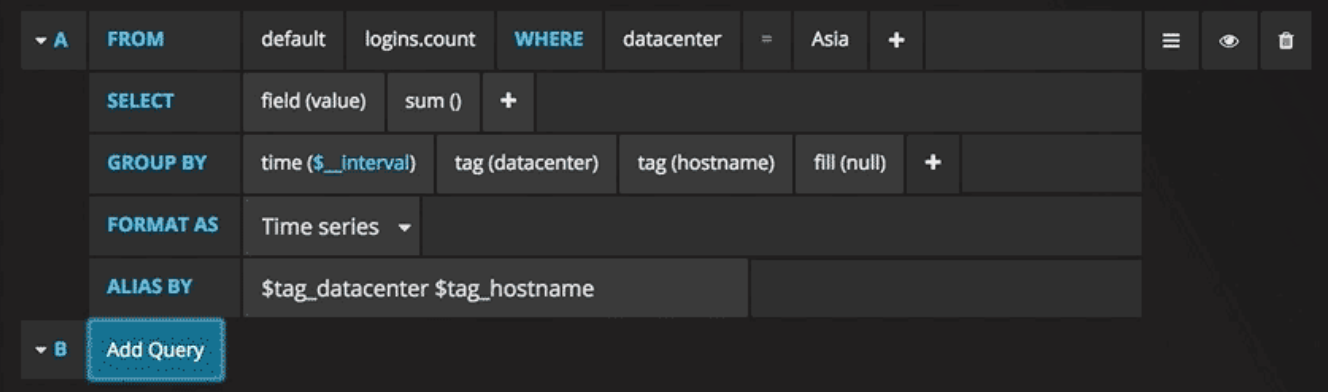 A FROM default logins.count WHERE datacenter = Asia +
SELECT field (value) sum () +
GROUP BY time ($__interval) tag (datacenter) tag (hostname) fill (null) +
FORMAT AS Time series
ALIAS BY $tag_datacenter $tag_hostname
B Add Query